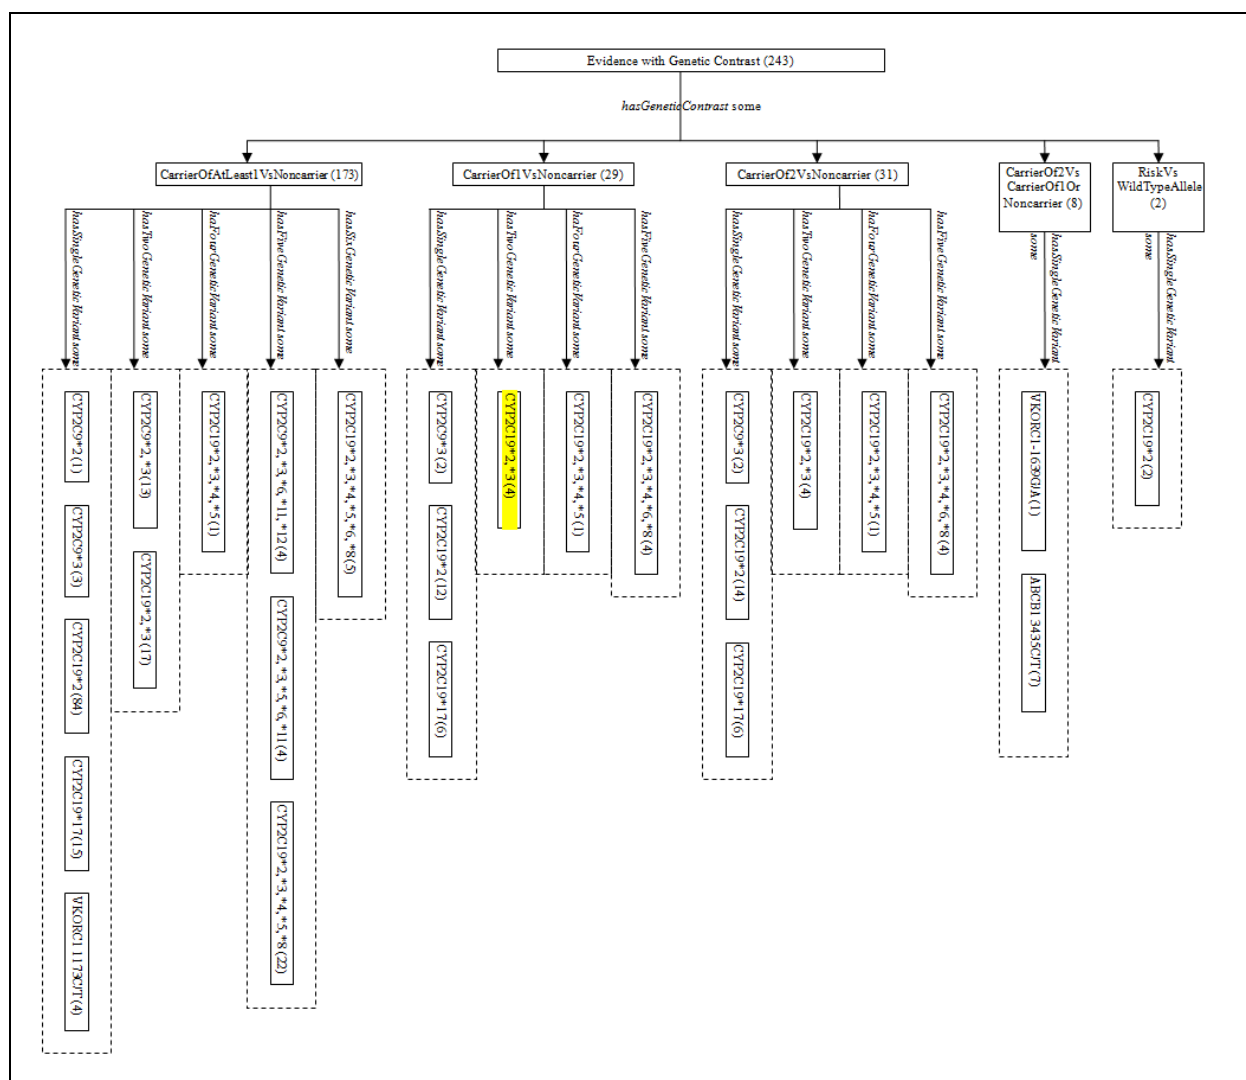 Evidence with Genetic Contrast (243)
hasGeneticContrast some
CarrierOfAtLeast1VsNoncarrier (173)
CarrierOf1VsNoncarrier (29)
CarrierOf2VsNoncarrier (31)
CarrierOf2Vs
CarrierOf1Or
Noncarrier (8)
RiskVs
WildTypeAllele
(2)
hasSingleGeneticVariant some
hasTwoGeneticVariant some
hasFourGeneticVariant some
hasFiveGeneticVariant some
hasSixGeneticVariant some
hasSingleGeneticVariant some
hasTwoGeneticVariant some
hasFourGeneticVariant some
hasFiveGeneticVariant some
hasSingleGeneticVariant some
hasTwoGeneticVariant some
hasFourGeneticVariant some
hasFiveGeneticVariant some
hasSingleGeneticVariant
some
hasSingleGeneticVariant
some
CYP2C9*2 (1)
CYP2C9*3 (3)
CYP2C19*2 (84)
CYP2C19*17 (15)
VKORC1 1173C/T (4)
CYP2C9*2, *3 (13)
CYP2C19*2, *3 (17)
CYP2C19*2, *3, *4, *5 (1)
CYP2C9*2, *3, *6, *11, *12 (4)
CYP2C9*2, *3, *5, *6, *11 (4)
CYP2C19*2, *3, *4, *5, *8 (22)
CYP2C19*2, *3, *4, *5, *6, *8 (5)
CYP2C9*3 (2)
CYP2C19*2 (12)
CYP2C19*17 (6)
CYP2C19*2, *3 (4)
CYP2C19*2, *3, *4, *5 (1)
CYP2C19*2, *3, *4, *6, *8 (4)
CYP2C9*3 (2)
CYP2C19*2 (14)
CYP2C19*17 (6)
CYP2C19*2, *3 (4)
CYP2C19*2, *3, *4, *5 (1)
CYP2C19*2, *3, *4, *6, *8 (4)
VKORC1-1639G/A (1)
ABCB1 3435C/T (7)
CYP2C19*2 (2)